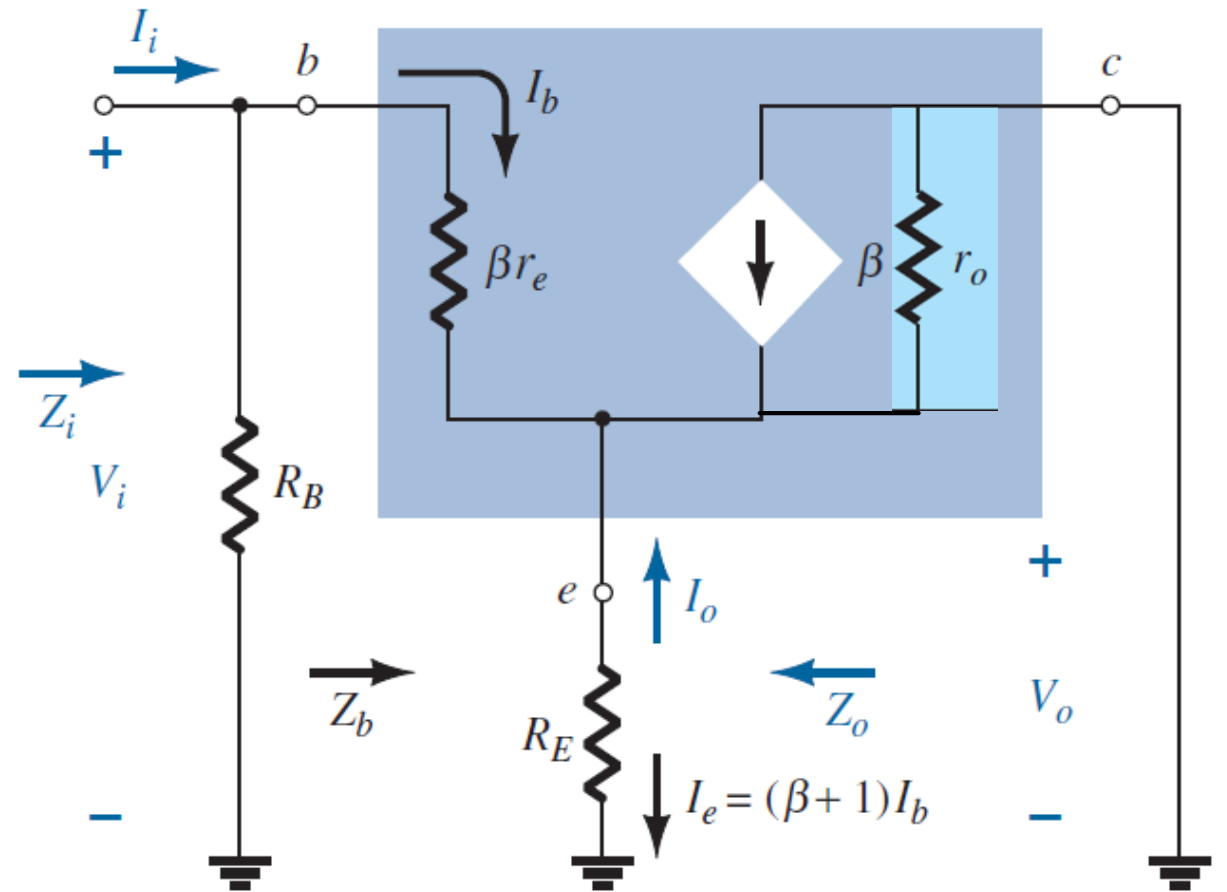 I_i
b
c
I_b
+
βr_e
β
r_o
Z_i
V_i
R_B
+
e
I_o
Z_b
Z_o
V_o
R_E
I_e = (β + 1)I_b
−
−